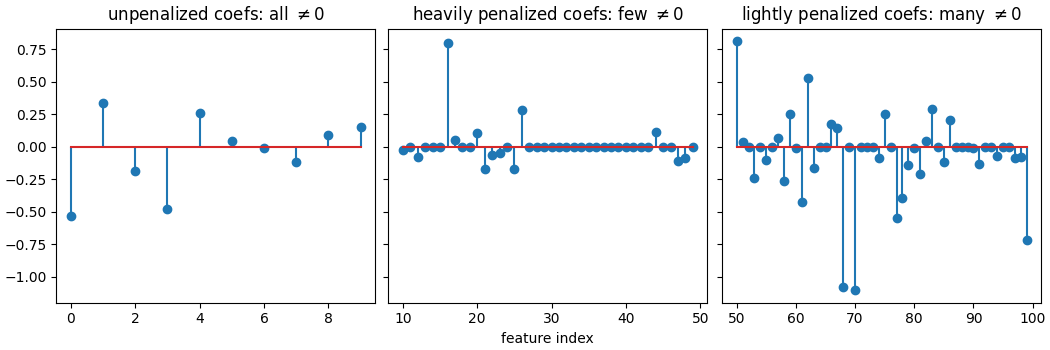 unpenalized coefs: all ≠0
heavily penalized coefs: few ≠0
lightly penalized coefs: many ≠0
0.75
0.50
0.25
0.00
−0.25
−0.50
−0.75
−1.00
0 2 4 6 8
10 20 30 40 50
50 60 70 80 90 100
feature index